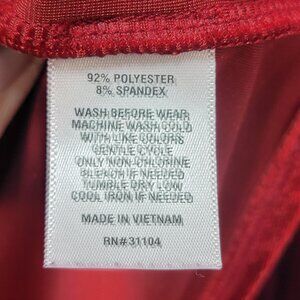 92% POLYESTER
8% SPANDEX
WASH BEFORE WEAR
MACHINE WASH COLD
WITH LIKE COLORS
GENTLE CYCLE
ONLY NON-CHLORINE
BLEACH IF NEEDED
TUMBLE DRY LOW
COOL IRON IF NEEDED
MADE IN VIETNAM
RN#31104